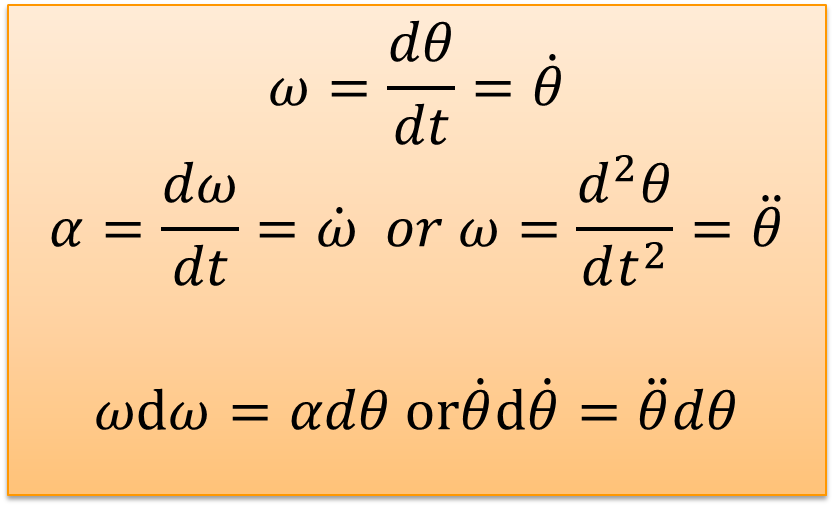 ω = dθ/dt = θ̇
α = dω/dt = ω̇ or ω = d²θ/dt² = θ̈
ωdω = αdθ orθ̇dθ̇ = θ̈dθ